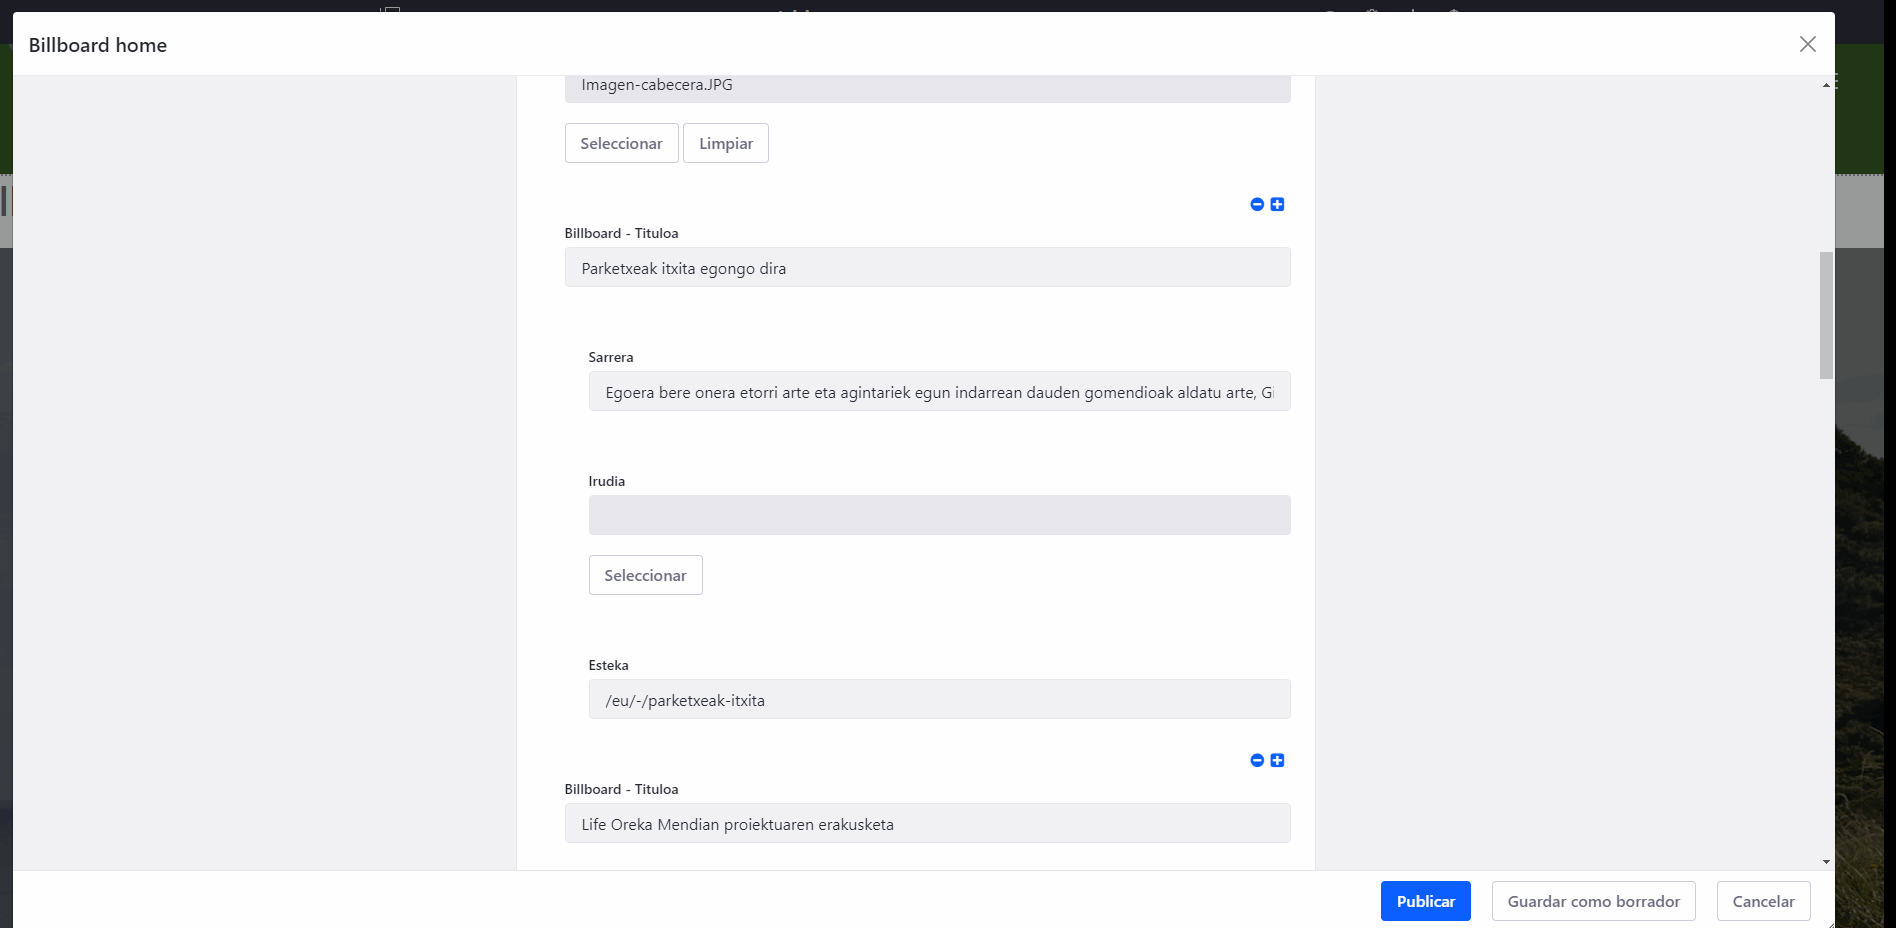 Billboard home
Imagen-cabecera.JPG
Seleccionar
Limpiar
Billboard - Tituloa
Parketxeak itxita egongo dira
Sarrera
Egoera bere onera etorri arte eta agintariek egun indarrean dauden gomendioak aldatu arte, Gi
Irudia
Seleccionar
Esteka
/eu/-/parketxeak-itxita
Billboard - Tituloa
Life Oreka Mendian proiektuaren erakusketa
Publicar
Guardar como borrador
Cancelar